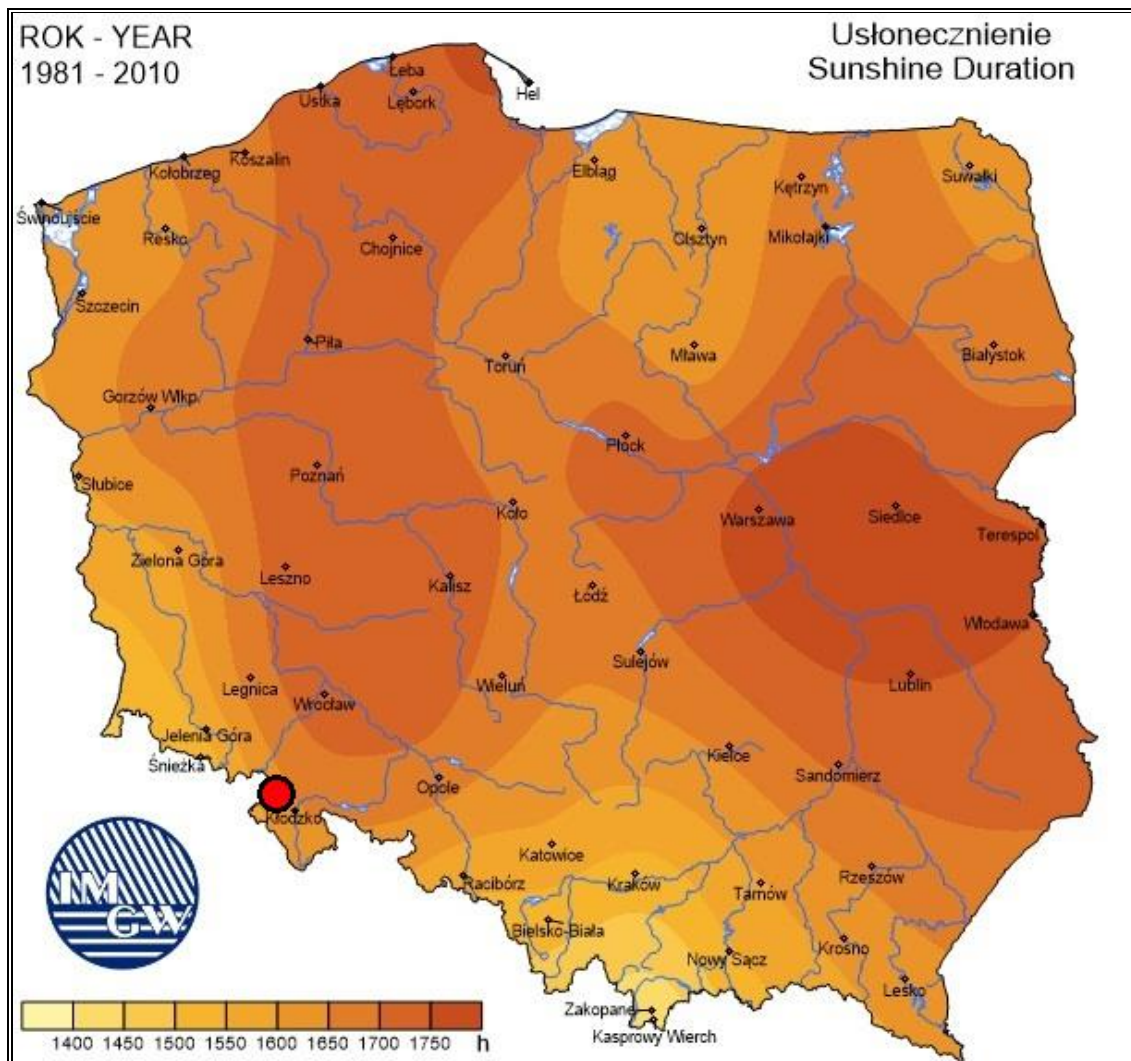 ROK - YEAR
1981 - 2010
Usłonecznienie
Sunshine Duration
Łeba
Hel
Ustka
Lębork
Koszalin
Kołobrzeg
Elbląg
Kętrzyn
Suwałki
Świnoujście
Resko
Chojnice
Olsztyn
Mikołajki
Szczecin
Piła
Toruń
Mława
Białystok
Gorzów Wlkp.
Płock
Poznań
Słubice
Koło
Warszawa
Siedlce
Terespol
Zielona Góra
Leszno
Kalisz
Łódź
Włodawa
Sulejów
Legnica
Wrocław
Wieluń
Lublin
Jelenia Góra
Śnieżka
Kielce
Sandomierz
Opole
Kłodzko
Katowice
Racibórz
Kraków
Tarnów
Rzeszów
Bielsko-Biała
Nowy Sącz
Krosno
Lesko
Zakopane
Kasprowy Wierch
IM
GW
1400 1450 1500 1550 1600 1650 1700 1750 h